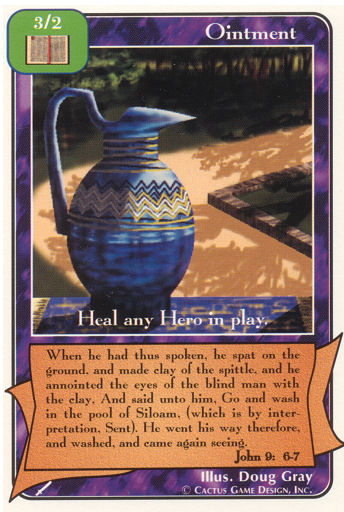 3/2
Ointment
Heal any Hero in play.
When he had thus spoken, he spat on the
ground, and made clay of the spittle, and he
annointed the eyes of the blind man with
the clay, And said unto him, Go and wash
in the pool of Siloam, (which is by inter-
pretation, Sent). He went his way therefore,
and washed, and came again seeing.
John 9: 6-7
Illus. Doug Gray
© Cactus Game Design, Inc.